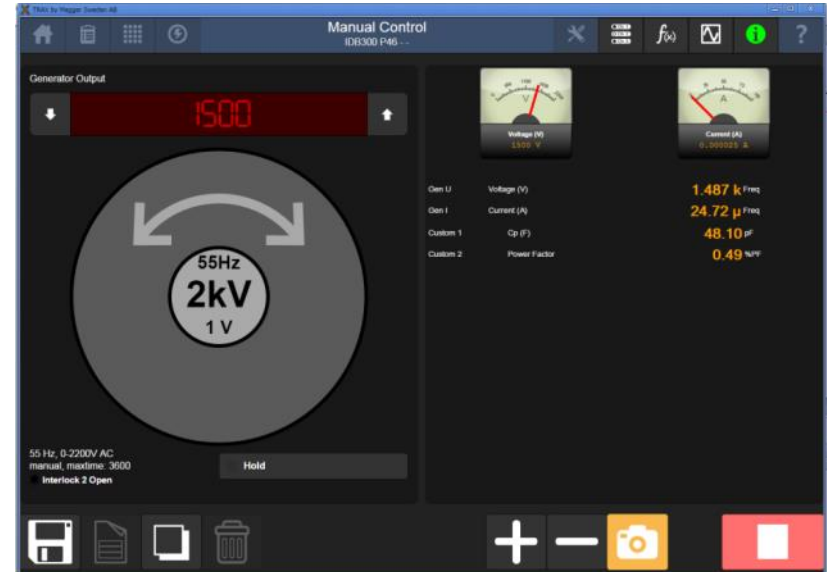 TRAX by Megger Sweden AB
Manual Control
IDB300 P46 - -
f(x)
i
?
Generator Output
1500
55Hz
2kV
1 V
55 Hz, 0-2200V AC
manual, maxtime: 3600
Interlock 2 Open
Hold
V
Voltage (V)
1500 V
A
Current (A)
0.000025 A
Gen U Voltage (V) 1.487 k Freq
Gen I Current (A) 24.72 µ Freq
Custom 1 Cp (F) 48.10 pF
Custom 2 Power Factor 0.49 %PF